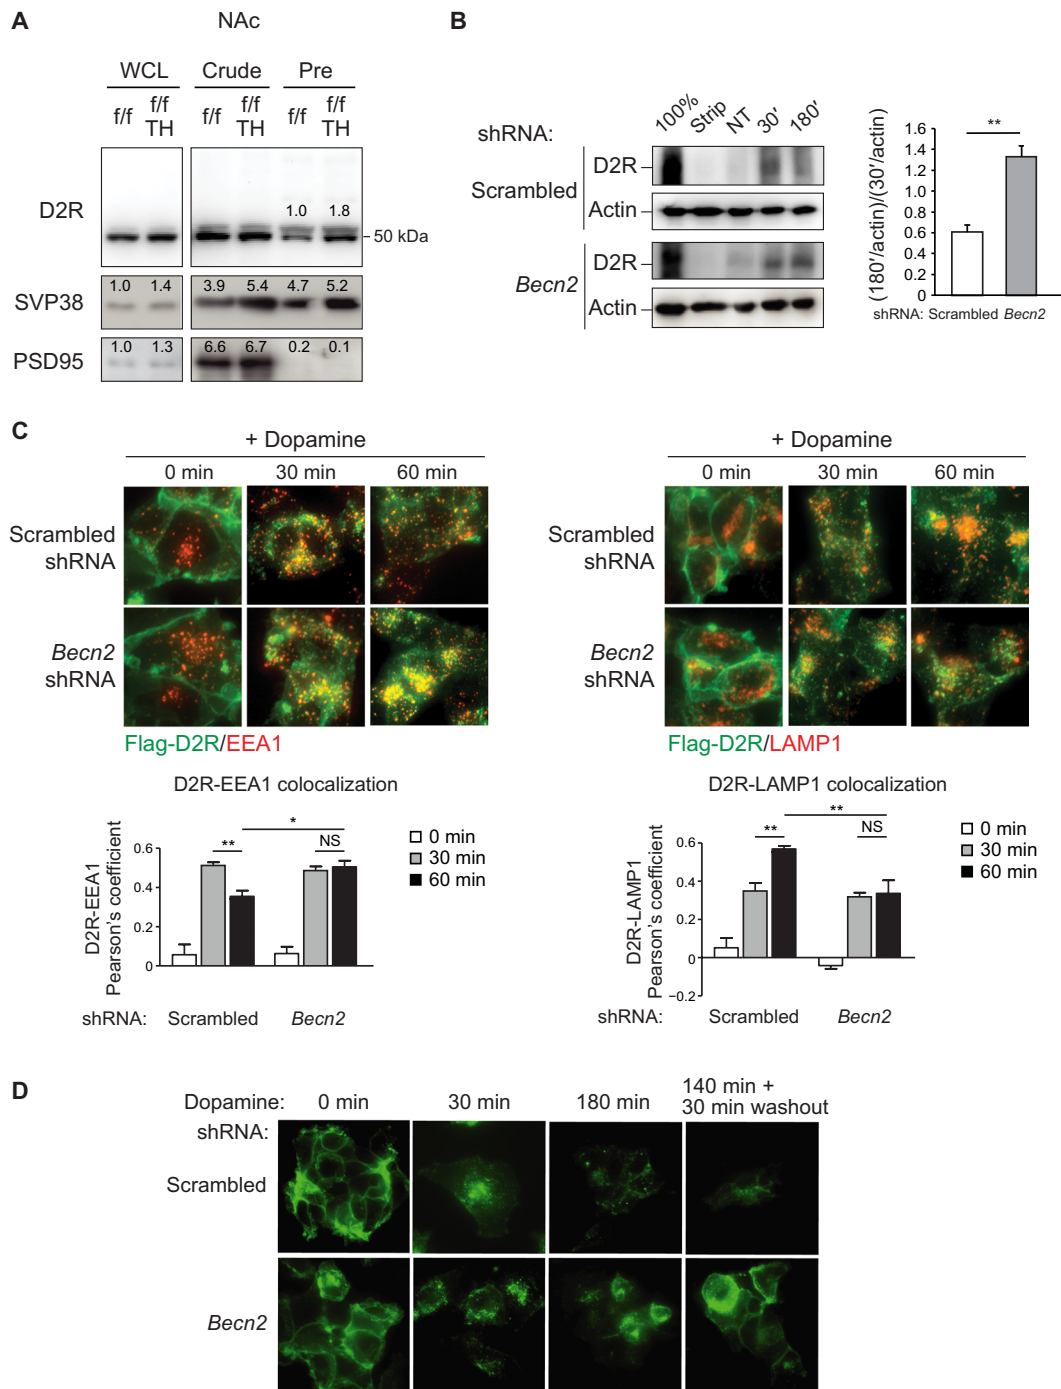 A
NAc
WCL Crude Pre
f/f f/f TH f/f f/f TH f/f f/f TH
D2R
1.0 1.8
50 kDa
SVP38
1.0 1.4 3.9 5.4 4.7 5.2
PSD95
1.0 1.3 6.6 6.7 0.2 0.1
B
shRNA:
100% Strip NT 30′ 180′
Scrambled
D2R
Actin
Becn2
D2R
Actin
(180′/actin)/(30′/actin)
1.6
1.4
1.2
1.0
0.8
0.6
0.4
0.2
0
**
shRNA: Scrambled Becn2
C
+ Dopamine
0 min 30 min 60 min
Scrambled
shRNA
Becn2
shRNA
Flag-D2R/EEA1
D2R-EEA1 colocalization
D2R-EEA1
Pearson's coefficient
0.6
0.4
0.2
0
** * NS
0 min
30 min
60 min
shRNA: Scrambled Becn2
+ Dopamine
0 min 30 min 60 min
Scrambled
shRNA
Becn2
shRNA
Flag-D2R/LAMP1
D2R-LAMP1 colocalization
D2R-LAMP1
Pearson's coefficient
0.6
0.4
0.2
0
−0.2
** ** NS
0 min
30 min
60 min
shRNA: Scrambled Becn2
D
Dopamine: 0 min 30 min 180 min 140 min +
30 min washout
shRNA:
Scrambled
Becn2